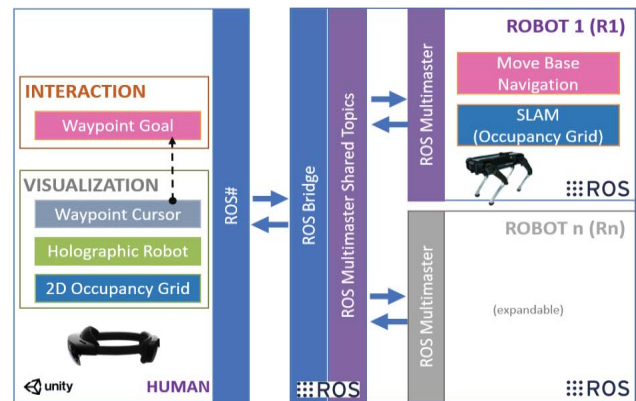 INTERACTION
Waypoint Goal
VISUALIZATION
Waypoint Cursor
Holographic Robot
2D Occupancy Grid
unity
HUMAN
ROS#
ROS Bridge
ROS Multimaster Shared Topics
ROS
ROS Multimaster
ROBOT 1 (R1)
Move Base
Navigation
SLAM
(Occupancy Grid)
ROS
ROS Multimaster
ROBOT n (Rn)
(expandable)
ROS